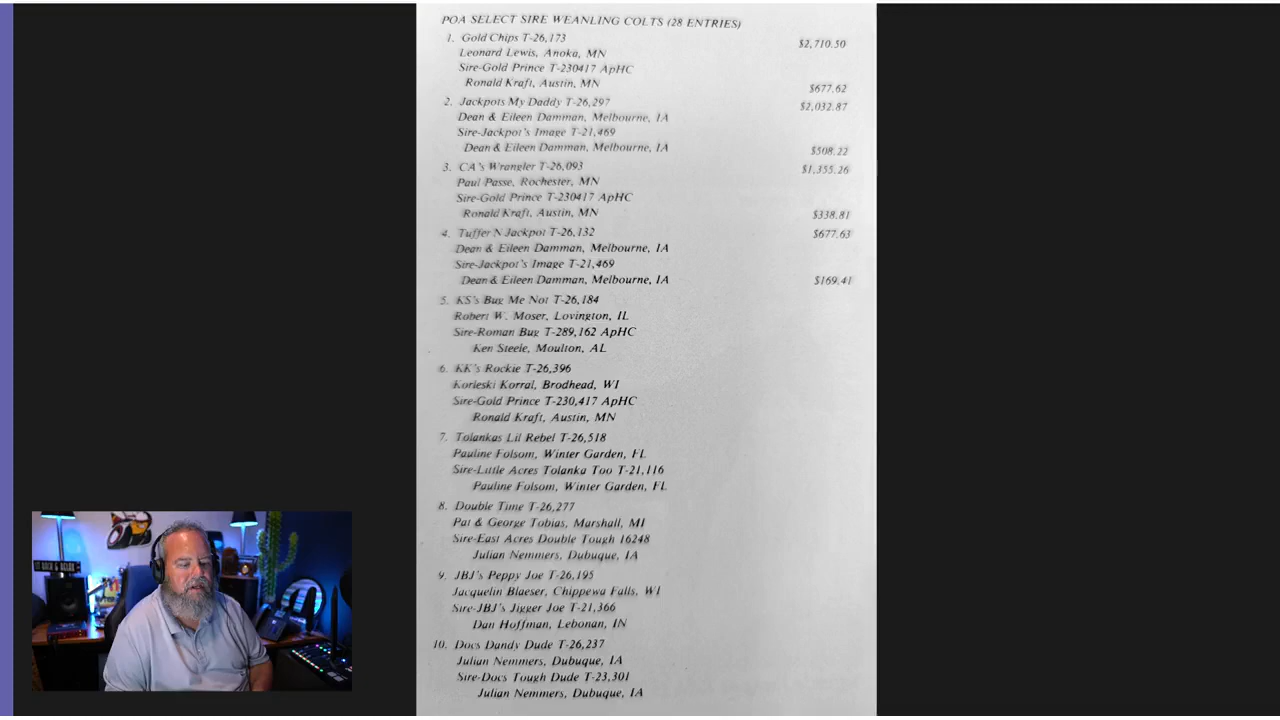 POA SELECT SIRE WEANLING COLTS (28 ENTRIES)
1. Gold Chips T-26,173 $2,710.50
Leonard Lewis, Anoka, MN
Sire-Gold Prince T-230417 ApHC
Ronald Kraft, Austin, MN $677.62
2. Jackpots My Daddy T-26,297 $2,032.87
Dean & Eileen Damman, Melbourne, IA
Sire-Jackpot's Image T-21,469
Dean & Eileen Damman, Melbourne, IA $508.22
3. CA's Wrangler T-26,093 $1,355.26
Paul Passe, Rochester, MN
Sire-Gold Prince T-230417 ApHC
Ronald Kraft, Austin, MN $338.81
4. Tuffer N Jackpot T-26,132 $677.63
Dean & Eileen Damman, Melbourne, IA
Sire-Jackpot's Image T-21,469
Dean & Eileen Damman, Melbourne, IA $169.41
5. KS's Bug Me Not T-26,184
Robert W. Moser, Lovington, IL
Sire-Roman Bug T-289,162 ApHC
Ken Steele, Moulton, AL
6. KK's Rockie T-26,396
Korleski Korral, Brodhead, WI
Sire-Gold Prince T-230,417 ApHC
Ronald Kraft, Austin, MN
7. Tolankas Lil Rebel T-26,518
Pauline Folsom, Winter Garden, FL
Sire-Little Acres Tolanka Too T-21,116
Pauline Folsom, Winter Garden, FL
8. Double Time T-26,277
Pat & George Tobias, Marshall, MI
Sire-East Acres Double Tough 16248
Julian Nemmers, Dubuque, IA
9. JBJ's Peppy Joe T-26,195
Jacquelin Blaeser, Chippewa Falls, WI
Sire-JBJ's Jigger Joe T-21,366
Dan Hoffman, Lebonan, IN
10. Docs Dandy Dude T-26,237
Julian Nemmers, Dubuque, IA
Sire-Docs Tough Dude T-23,301
Julian Nemmers, Dubuque, IA